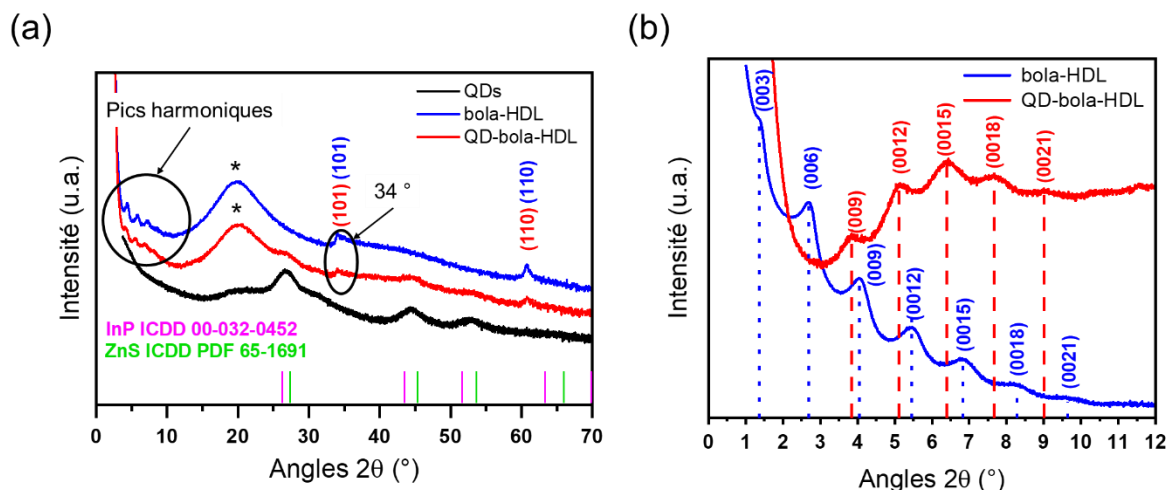 (a)
Pics harmoniques
QDs
bola-HDL
QD-bola-HDL
*
*
34 °
(101)
(101)
(110)
(110)
InP ICDD 00-032-0452
ZnS ICDD PDF 65-1691
Intensité (u.a.)
0 10 20 30 40 50 60 70
Angles 2θ (°)
(b)
bola-HDL
QD-bola-HDL
(003)
(006)
(009)
(0012)
(0015)
(0018)
(0021)
(009)
(0012)
(0015)
(0018)
(0021)
Intensité (u.a.)
0 1 2 3 4 5 6 7 8 9 10 11 12
Angles 2θ (°)